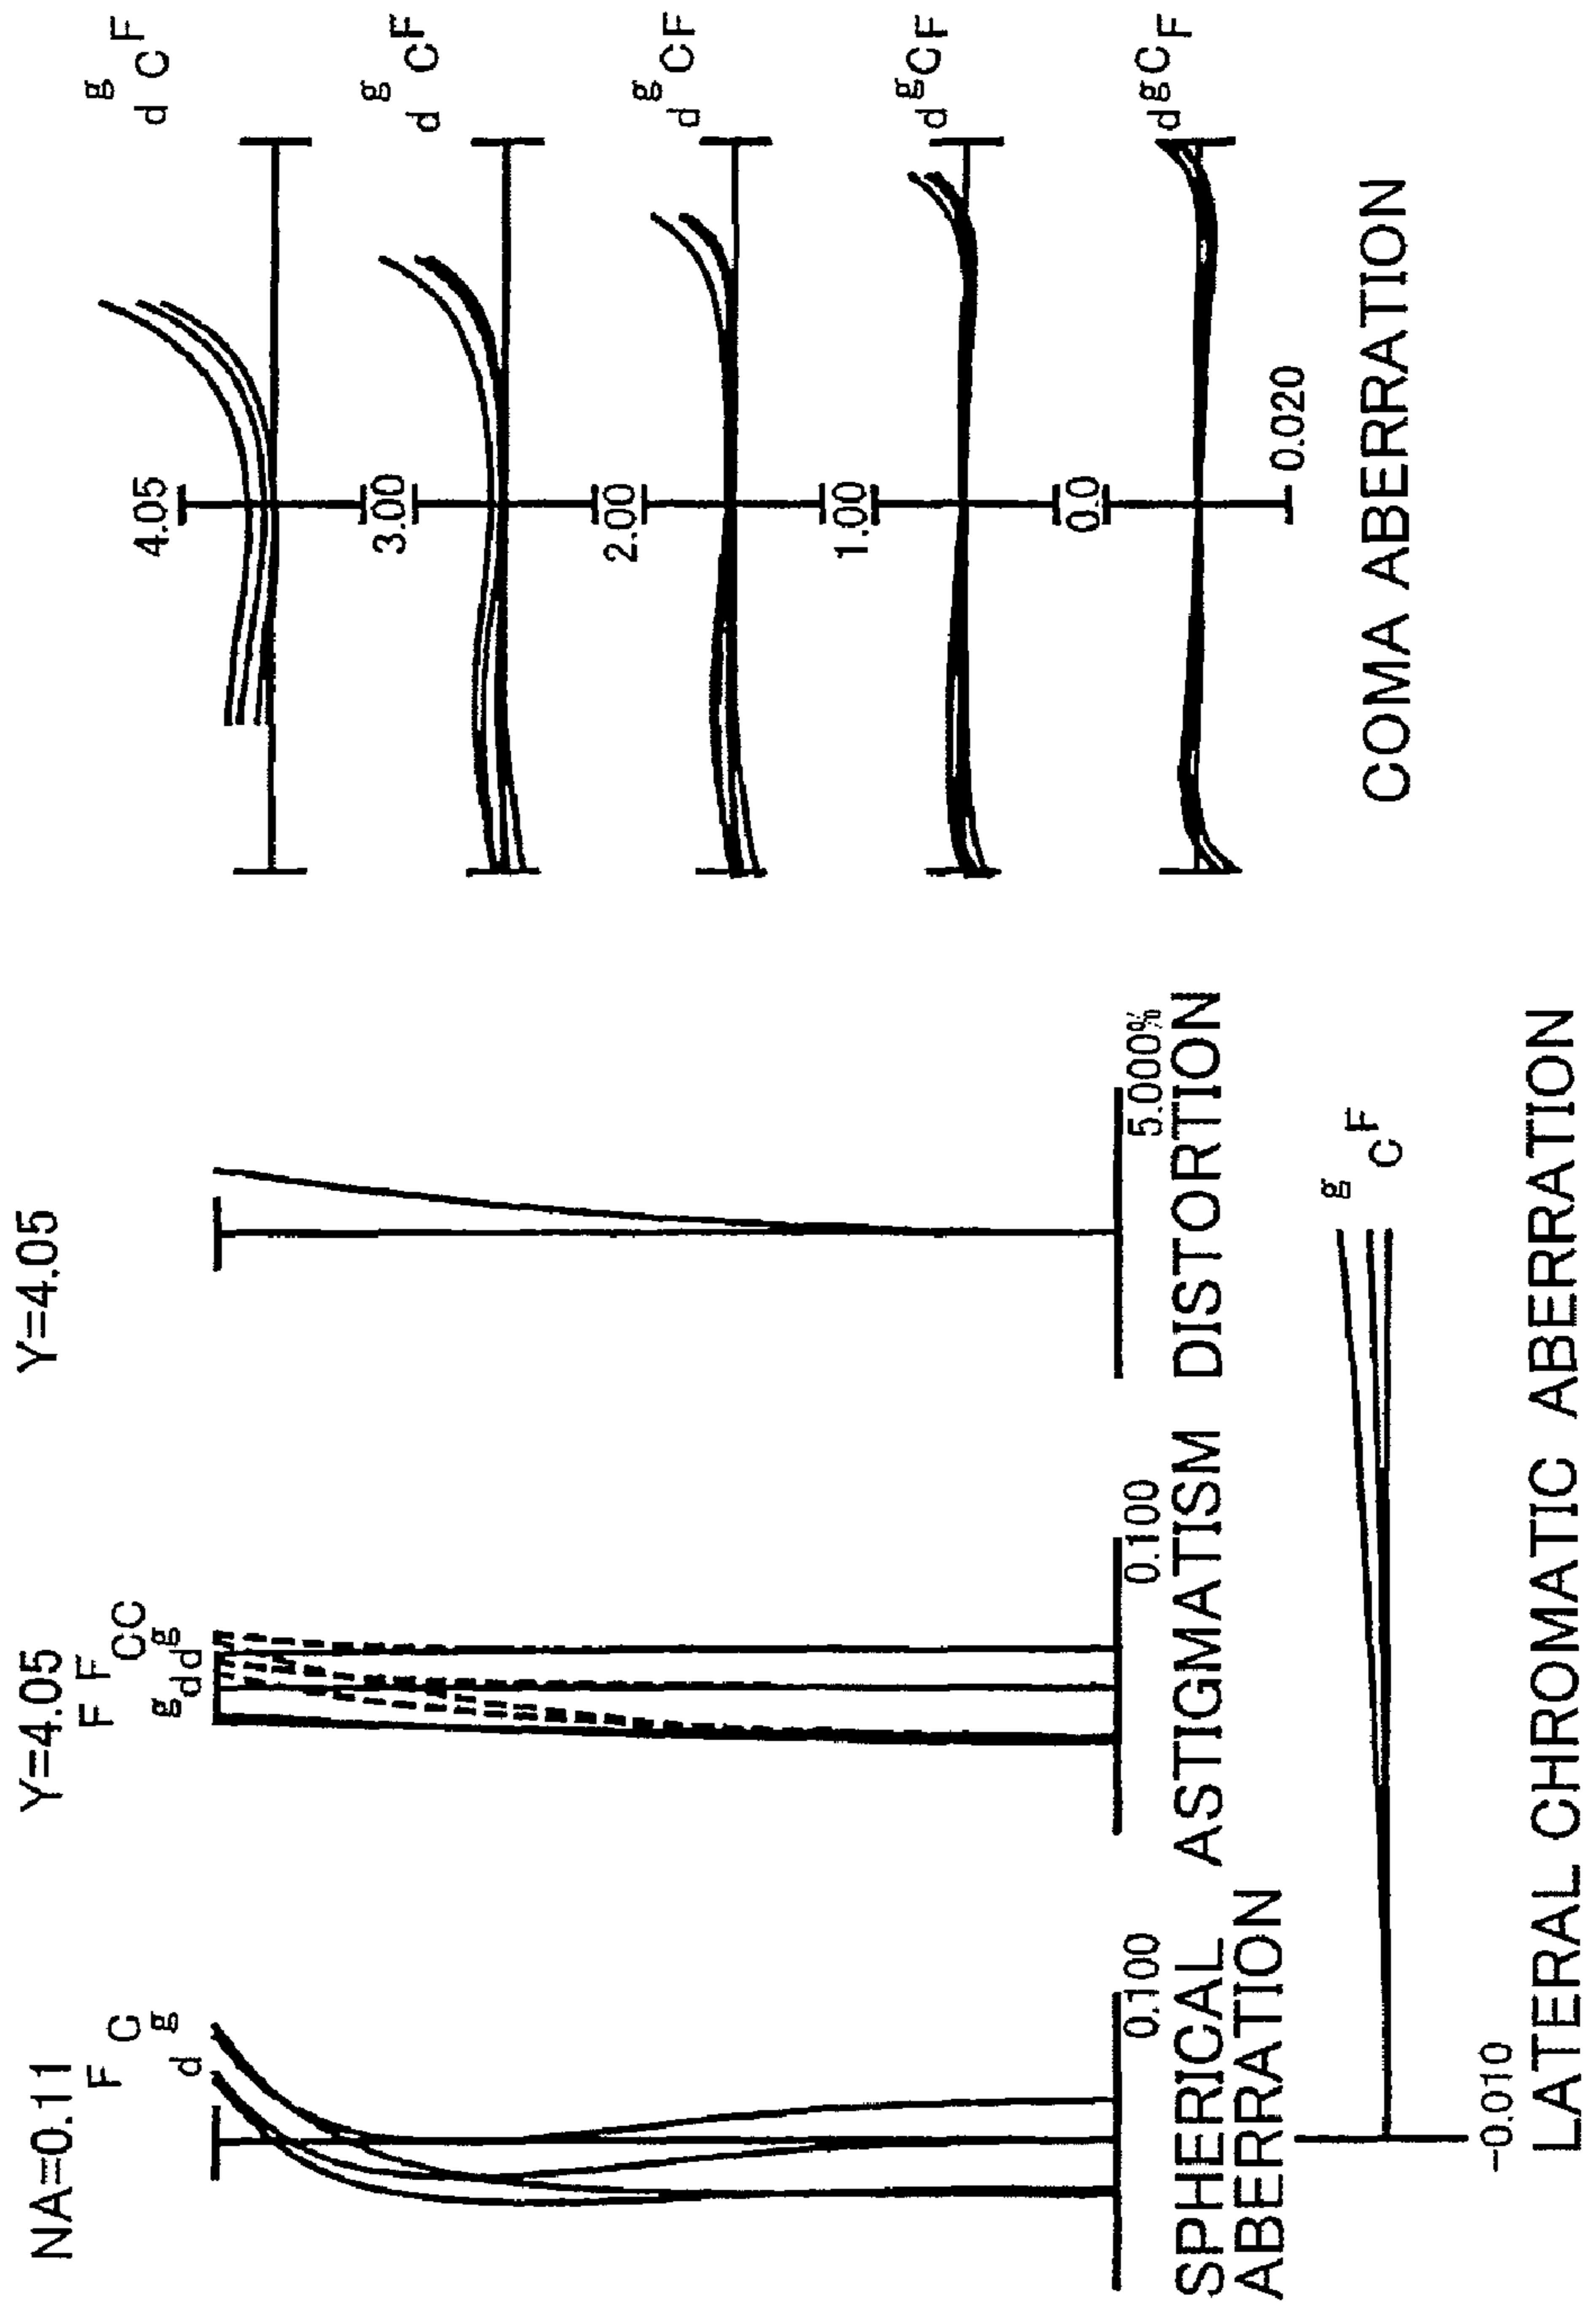 NA=0.11
F
C
d
g
0.100
SPHERICAL
ABERRATION
Y=4.05
F F
CC
g d d g
0.100
ASTIGMATISM
Y=4.05
5.000%
DISTORTION
g
C F
-0.010
LATERAL CHROMATIC ABERRATION
4.05
g
d C F
3.00
g
d C F
2.00
g
d C F
1.00
g
d C F
0.0
d g C F
0.020
COMA ABERRATION